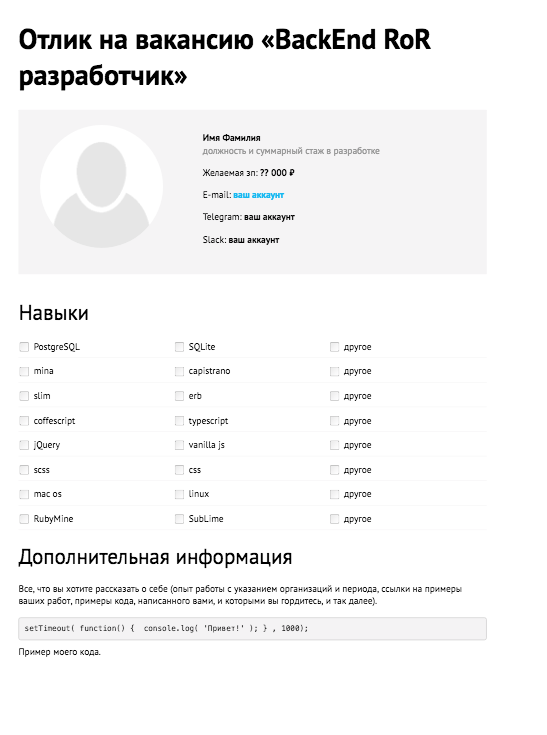 Отлик на вакансию «BackEnd RoR
разработчик»
Имя Фамилия
должность и суммарный стаж в разработке
Желаемая зп: ?? 000 ₽
E-mail: ваш аккаунт
Telegram: ваш аккаунт
Slack: ваш аккаунт
Навыки
PostgreSQL SQLite другое
mina capistrano другое
slim erb другое
coffescript typescript другое
jQuery vanilla js другое
scss css другое
mac os linux другое
RubyMine SubLime другое
Дополнительная информация
Все, что вы хотите рассказать о себе (опыт работы с указанием организаций и периода, ссылки на примеры
ваших работ, примеры кода, написанного вами, и которыми вы гордитесь, и так далее).
setTimeout( function() {  console.log( 'Привет!' ); } , 1000);
Пример моего кода.